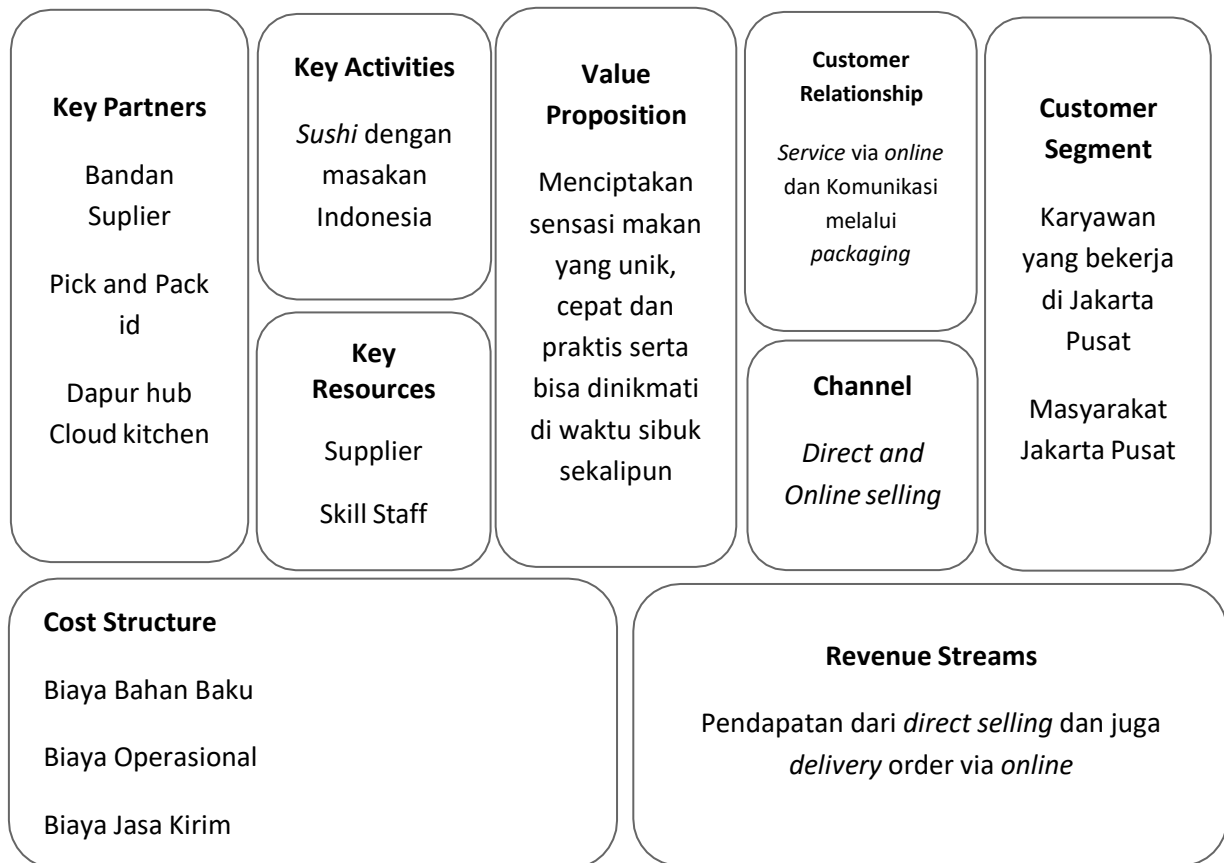 Key Partners
Bandan
Suplier
Pick and Pack
id
Dapur hub
Cloud kitchen
Key Activities
Sushi dengan
masakan
Indonesia
Key
Resources
Supplier
Skill Staff
Value
Proposition
Menciptakan
sensasi makan
yang unik,
cepat dan
praktis serta
bisa dinikmati
di waktu sibuk
sekalipun
Customer
Relationship
Service via online
dan Komunikasi
melalui
packaging
Channel
Direct and
Online selling
Customer
Segment
Karyawan
yang bekerja
di Jakarta
Pusat
Masyarakat
Jakarta Pusat
Cost Structure
Biaya Bahan Baku
Biaya Operasional
Biaya Jasa Kirim
Revenue Streams
Pendapatan dari direct selling dan juga
delivery order via online